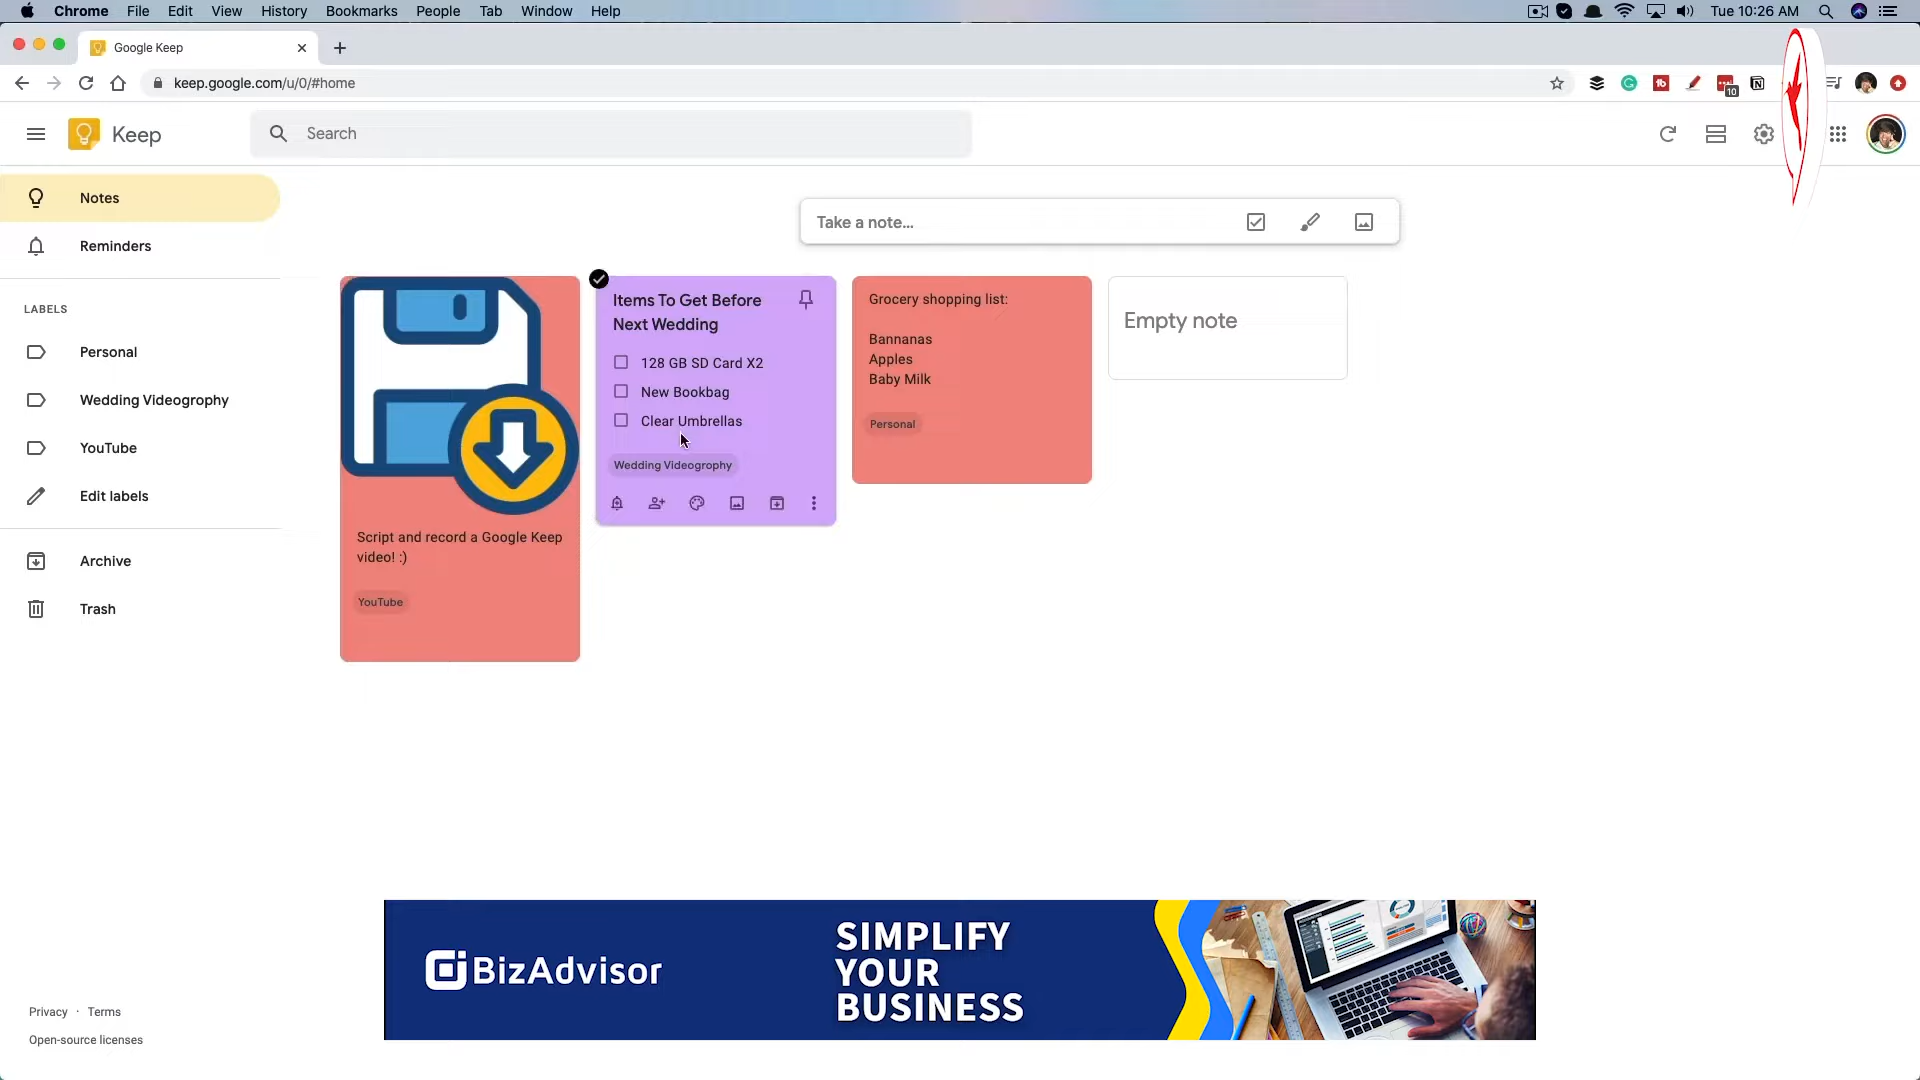 Chrome File Edit View History Bookmarks People Tab Window Help Tue 10:26 AM
Google Keep
keep.google.com/u/0/#home
10
Keep
Search
Notes
Take a note...
Reminders
LABELS
Personal
Wedding Videography
YouTube
Edit labels
Archive
Trash
Script and record a Google Keep
video! :)
YouTube
Items To Get Before
Next Wedding
128 GB SD Card X2
New Bookbag
Clear Umbrellas
Wedding Videography
Grocery shopping list:
Bannanas
Apples
Baby Milk
Personal
Empty note
BizAdvisor
SIMPLIFY
YOUR
BUSINESS
Privacy · Terms
Open-source licenses